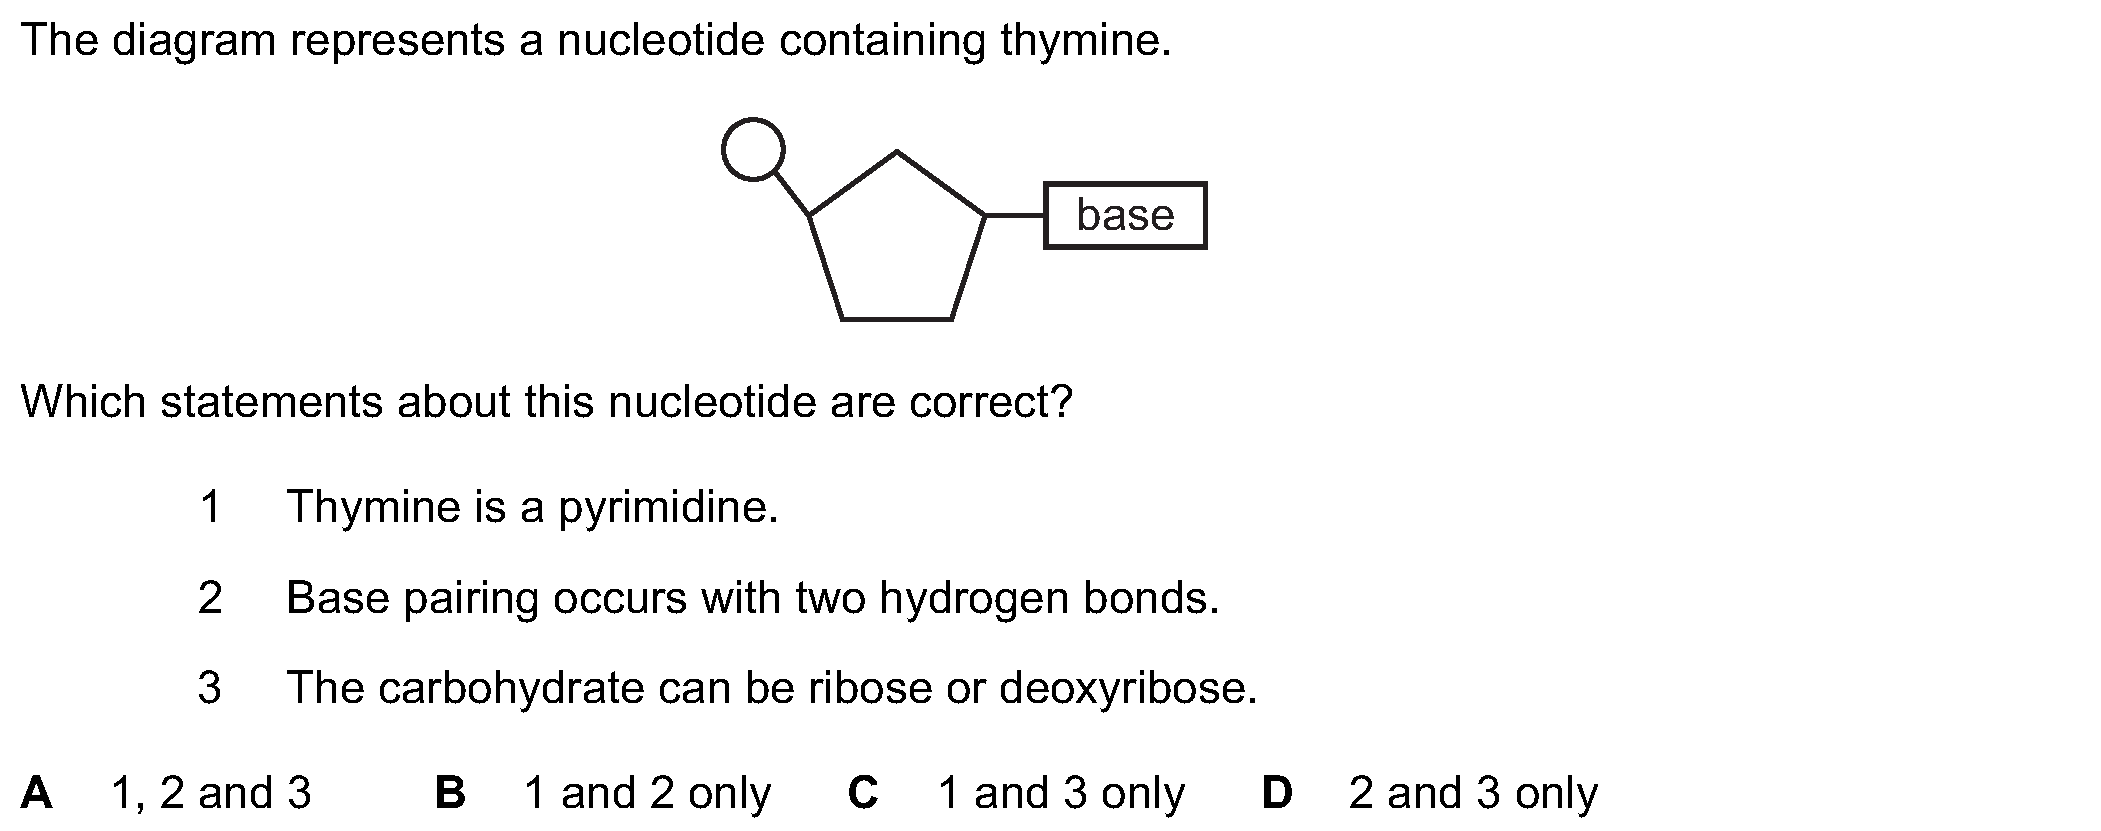 The diagram represents a nucleotide containing thymine.
base
Which statements about this nucleotide are correct?
1 Thymine is a pyrimidine.
2 Base pairing occurs with two hydrogen bonds.
3 The carbohydrate can be ribose or deoxyribose.
A 1, 2 and 3 B 1 and 2 only C 1 and 3 only D 2 and 3 only